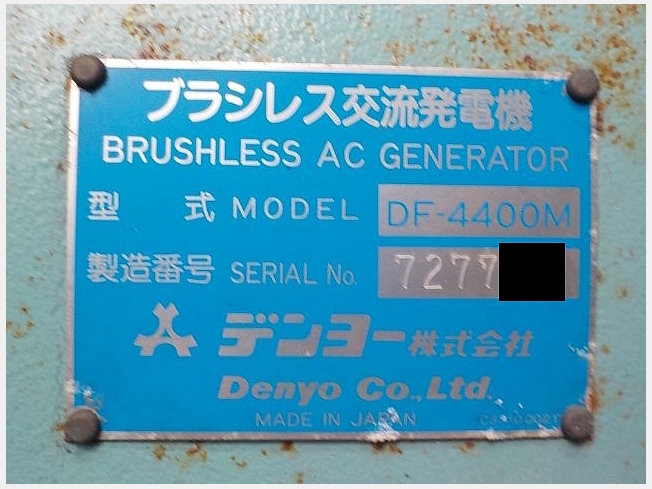 ブラシレス交流発電機
BRUSHLESS AC GENERATOR
型 式 MODEL DF-4400M
製造番号 SERIAL No. 7277
デンヨー株式会社
Denyo Co.,Ltd.
MADE IN JAPAN